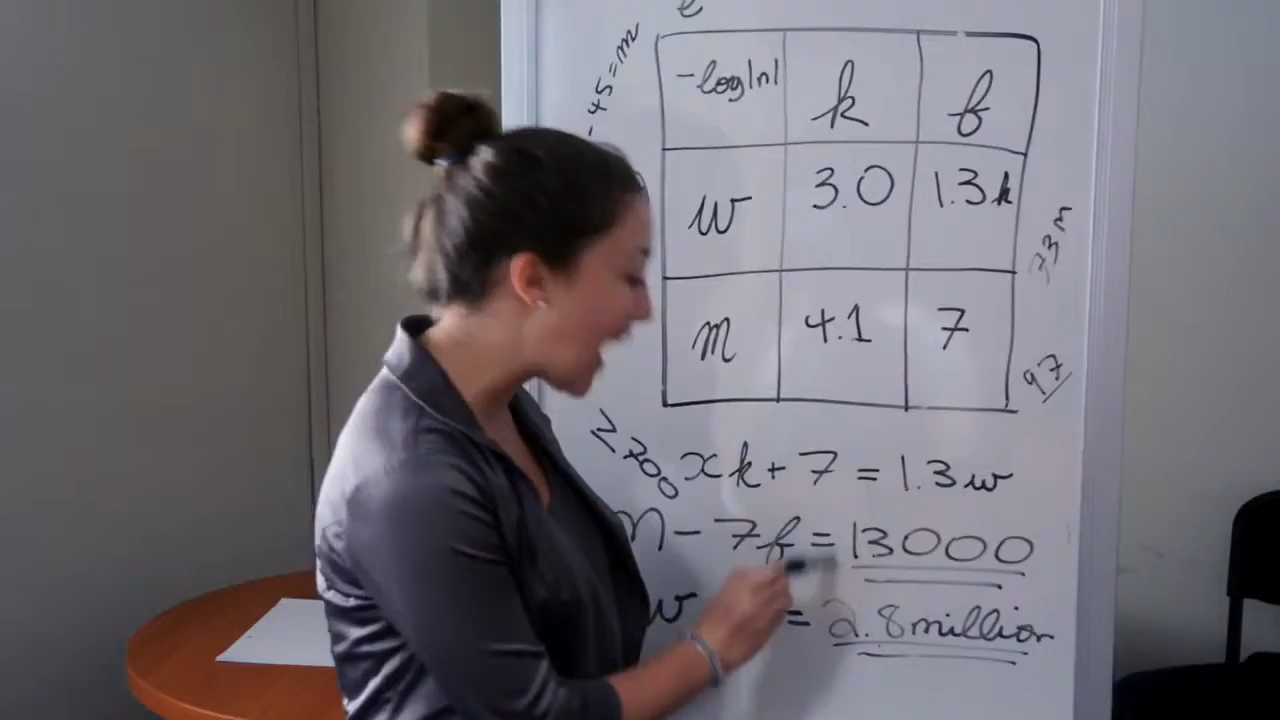 e
-45=m
-log|n| k f
w 3.0 1.3k
m 4.1 7
33m
97
2700
xk+7=1.3w
n-7f=13000
w = 2.8million